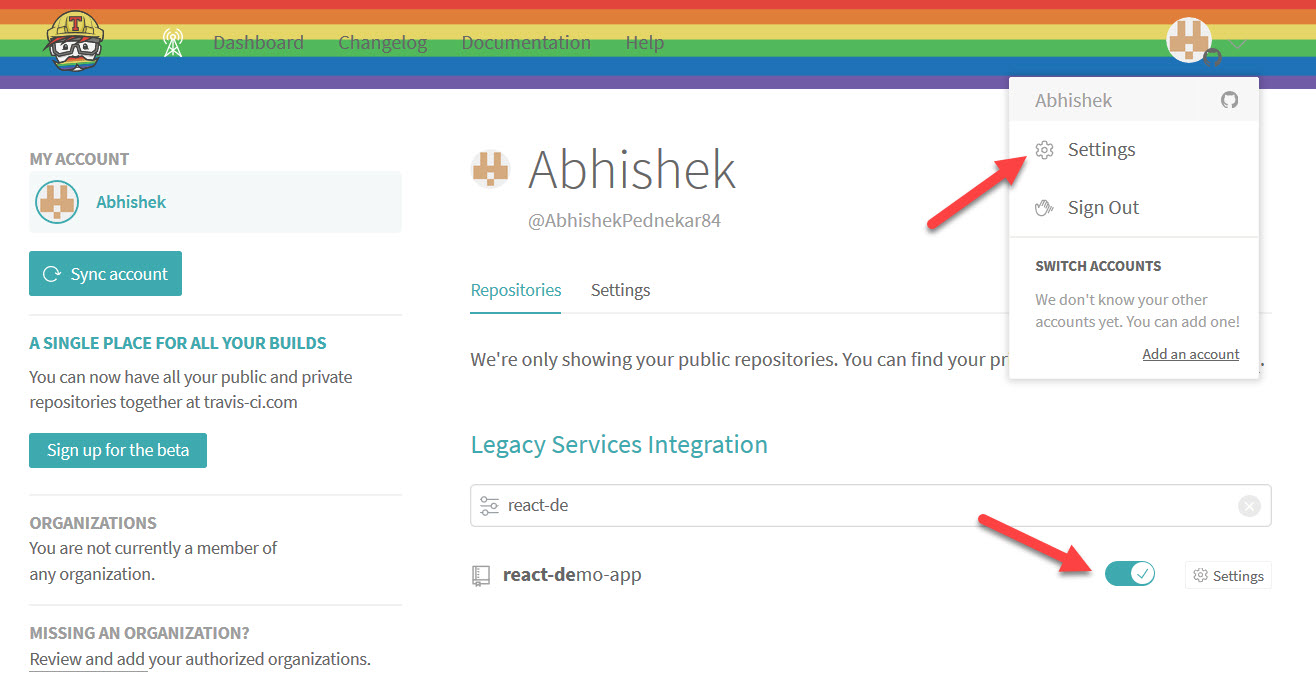 T
Dashboard
Changelog
Documentation
Help
Abhishek
Settings
Sign Out
SWITCH ACCOUNTS
We don't know your other
accounts yet. You can add one!
Add an account
MY ACCOUNT
Abhishek
Sync account
A SINGLE PLACE FOR ALL YOUR BUILDS
You can now have all your public and private
repositories together at travis-ci.com
Sign up for the beta
ORGANIZATIONS
You are not currently a member of
any organization.
MISSING AN ORGANIZATION?
Review and add your authorized organizations.
Abhishek
@AbhishekPednekar84
Repositories
Settings
We're only showing your public repositories. You can find your pr
.
Legacy Services Integration
react-de
react-demo-app
Settings